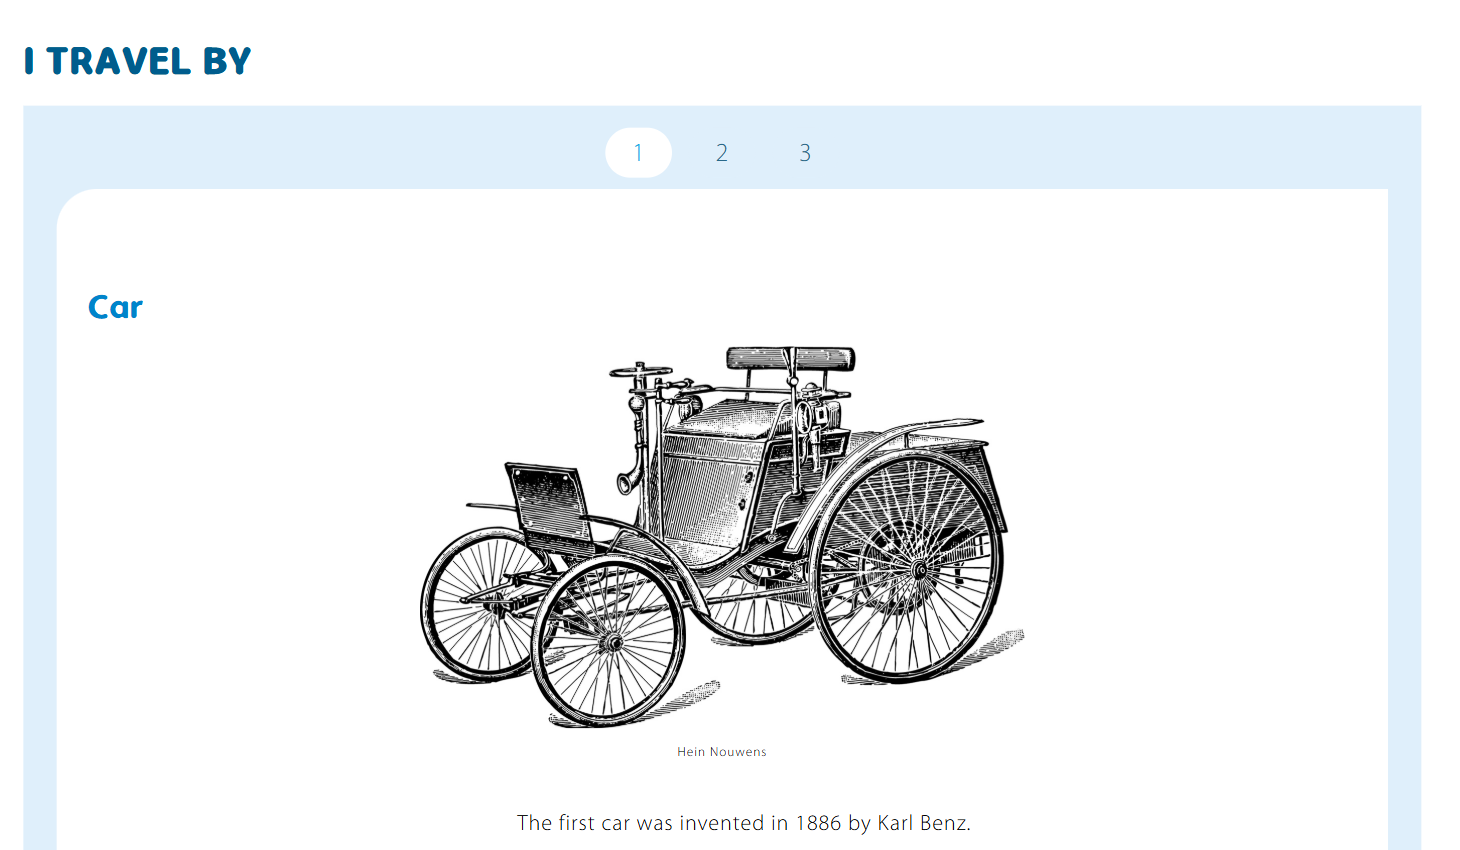 I TRAVEL BY
1 2 3
Car
Hein Nouwens
The first car was invented in 1886 by Karl Benz.